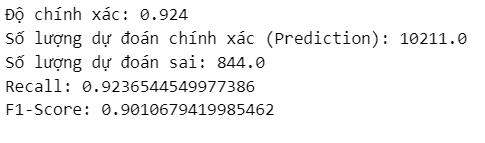 Độ chính xác: 0.924
Số lượng dự đoán chính xác (Prediction): 10211.0
Số lượng dự đoán sai: 844.0
Recall: 0.9236544549977386
F1-Score: 0.9010679419985462